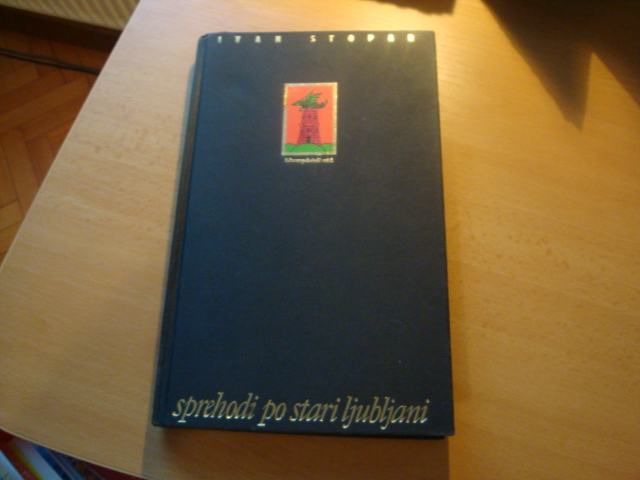 IVAN STOPAR
sprehodi po stari ljubljani